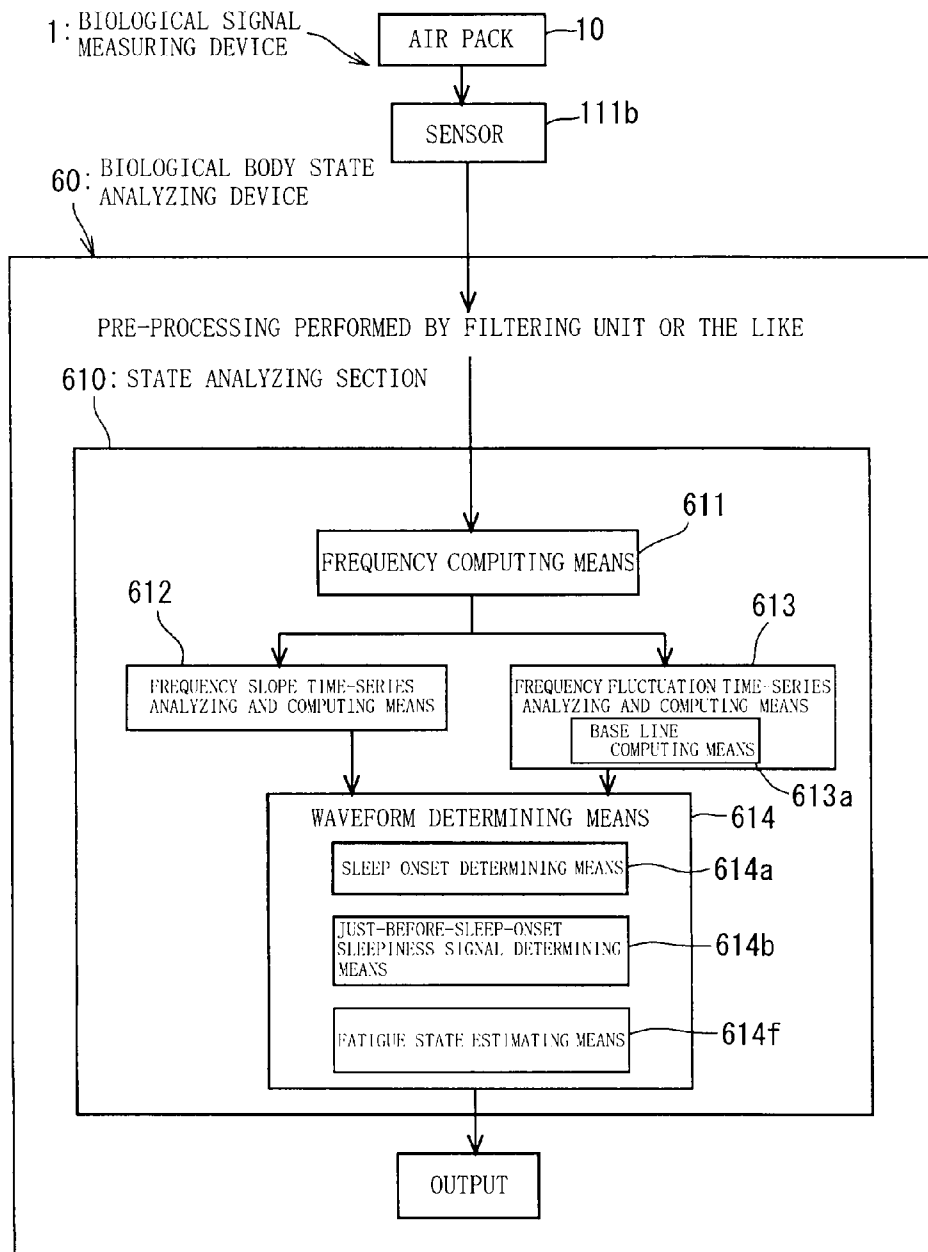 1: BIOLOGICAL SIGNAL
MEASURING DEVICE
AIR PACK
10
SENSOR
111b
60: BIOLOGICAL BODY STATE
ANALYZING DEVICE
PRE-PROCESSING PERFORMED BY FILTERING UNIT OR THE LIKE
610: STATE ANALYZING SECTION
611
FREQUENCY COMPUTING MEANS
612
FREQUENCY SLOPE TIME-SERIES
ANALYZING AND COMPUTING MEANS
613
FREQUENCY FLUCTUATION TIME-SERIES
ANALYZING AND COMPUTING MEANS
BASE LINE
COMPUTING MEANS
613a
WAVEFORM DETERMINING MEANS
614
SLEEP ONSET DETERMINING MEANS
614a
JUST-BEFORE-SLEEP-ONSET
SLEEPINESS SIGNAL DETERMINING
MEANS
614b
FATIGUE STATE ESTIMATING MEANS
614f
OUTPUT